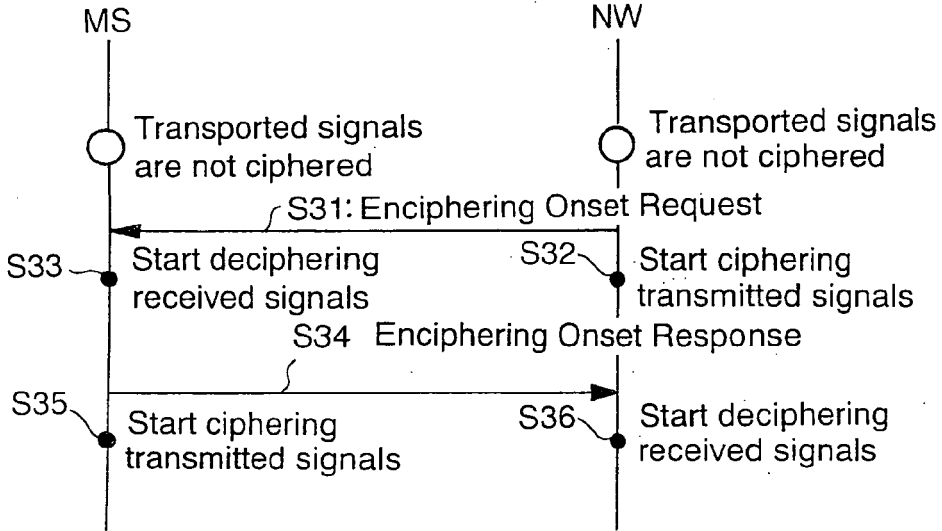 MS
NW
Transported signals
are not ciphered
Transported signals
are not ciphered
S31: Enciphering Onset Request
S33
Start deciphering
received signals
S32
Start ciphering
transmitted signals
S34 Enciphering Onset Response
S35
Start ciphering
transmitted signals
S36
Start deciphering
received signals